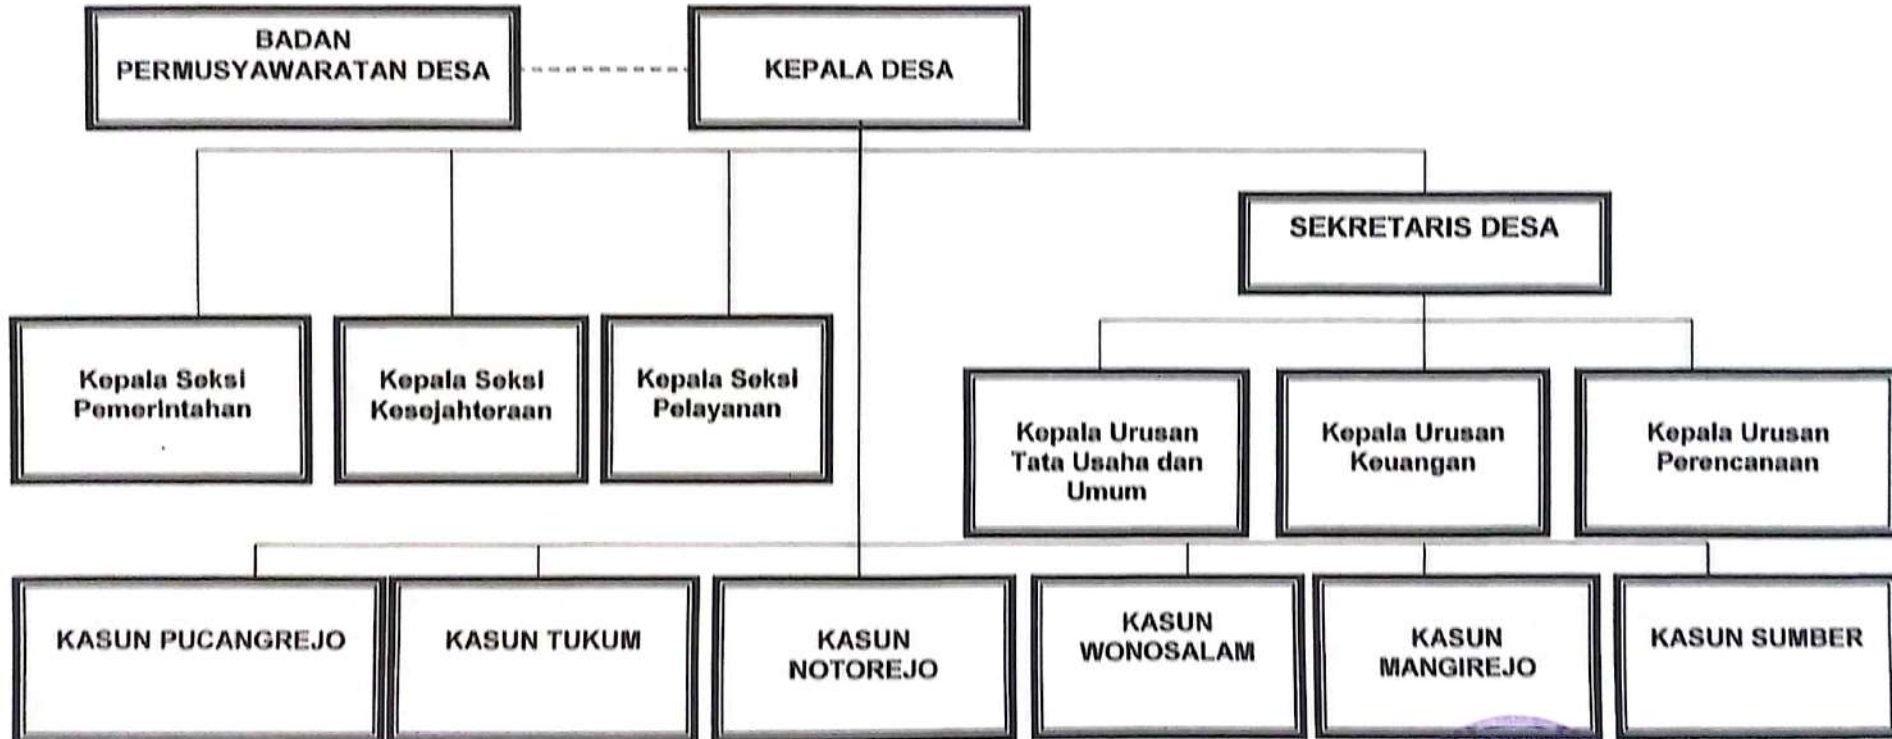 BADAN
PERMUSYAWARATAN DESA
KEPALA DESA
SEKRETARIS DESA
Kepala Seksi
Pemerintahan
Kepala Seksi
Kesejahteraan
Kepala Seksi
Pelayanan
Kepala Urusan
Tata Usaha dan
Umum
Kepala Urusan
Keuangan
Kepala Urusan
Perencanaan
KASUN PUCANGREJO
KASUN TUKUM
KASUN
NOTOREJO
KASUN
WONOSALAM
KASUN
MANGIREJO
KASUN SUMBER